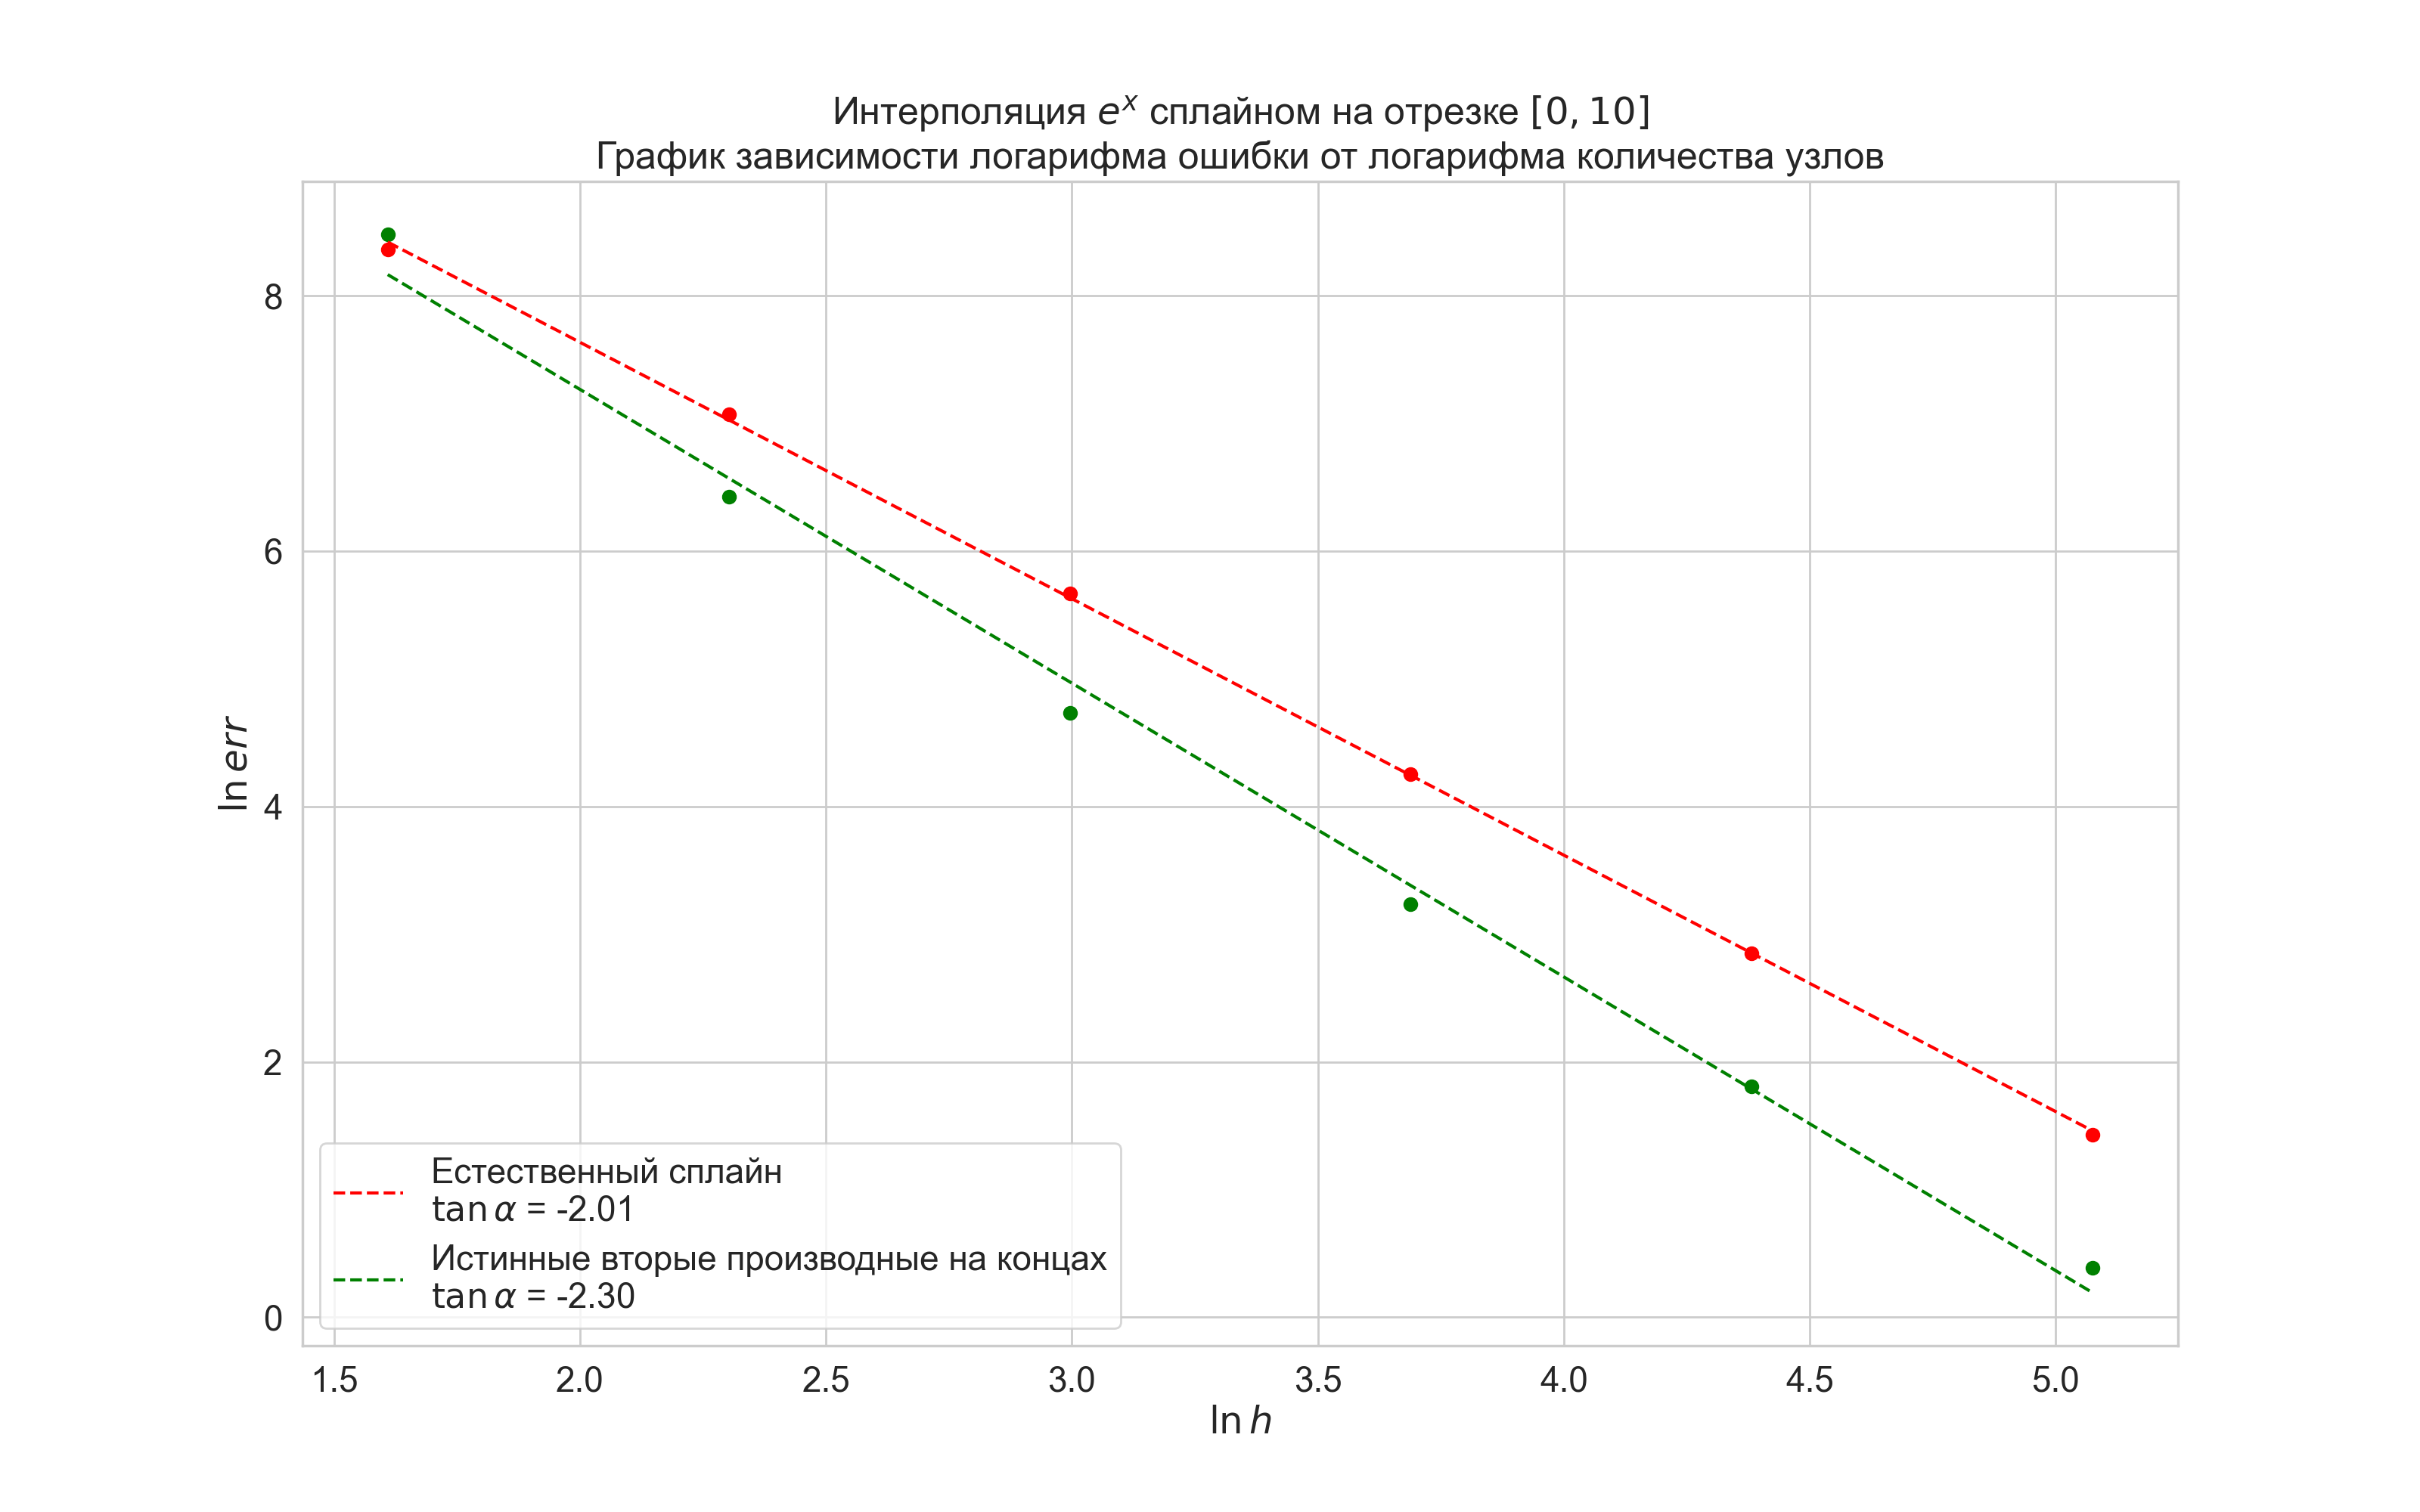 Интерполяция eˣ сплайном на отрезке [0, 10]
График зависимости логарифма ошибки от логарифма количества узлов
ln err
8
6
4
2
0
Естественный сплайн
tan α = -2.01
Истинные вторые производные на концах
tan α = -2.30
1.5 2.0 2.5 3.0 3.5 4.0 4.5 5.0
ln h